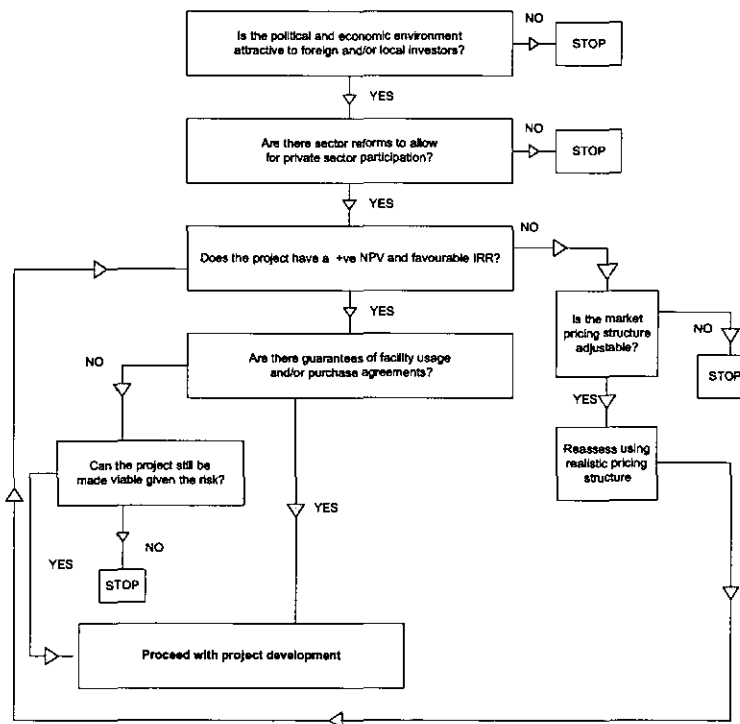 Is the political and economic environment
attractive to foreign and/or local investors?
NO
STOP
YES
Are there sector reforms to allow
for private sector participation?
NO
STOP
YES
Does the project have a +ve NPV and favourable IRR?
NO
YES
Is the market
pricing structure
adjustable?
NO
STOP
Are there guarantees of facility usage
and/or purchase agreements?
NO
YES
Reassess using
realistic pricing
structure
Can the project still be
made viable given the risk?
YES
NO
YES
STOP
Proceed with project development